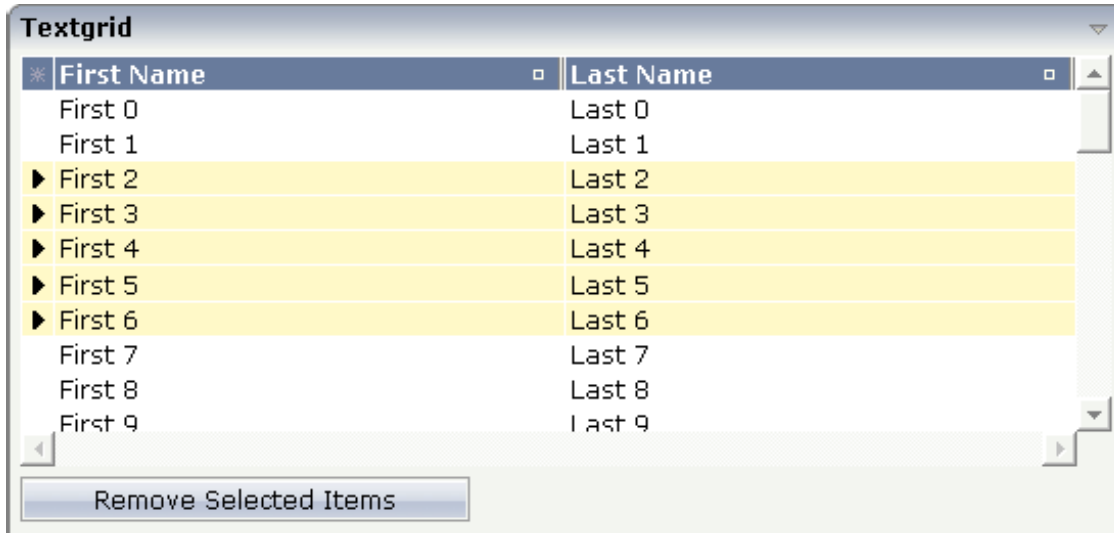 Textgrid
First Name Last Name
First 0 Last 0
First 1 Last 1
First 2 Last 2
First 3 Last 3
First 4 Last 4
First 5 Last 5
First 6 Last 6
First 7 Last 7
First 8 Last 8
First 9 Last 9
Remove Selected Items